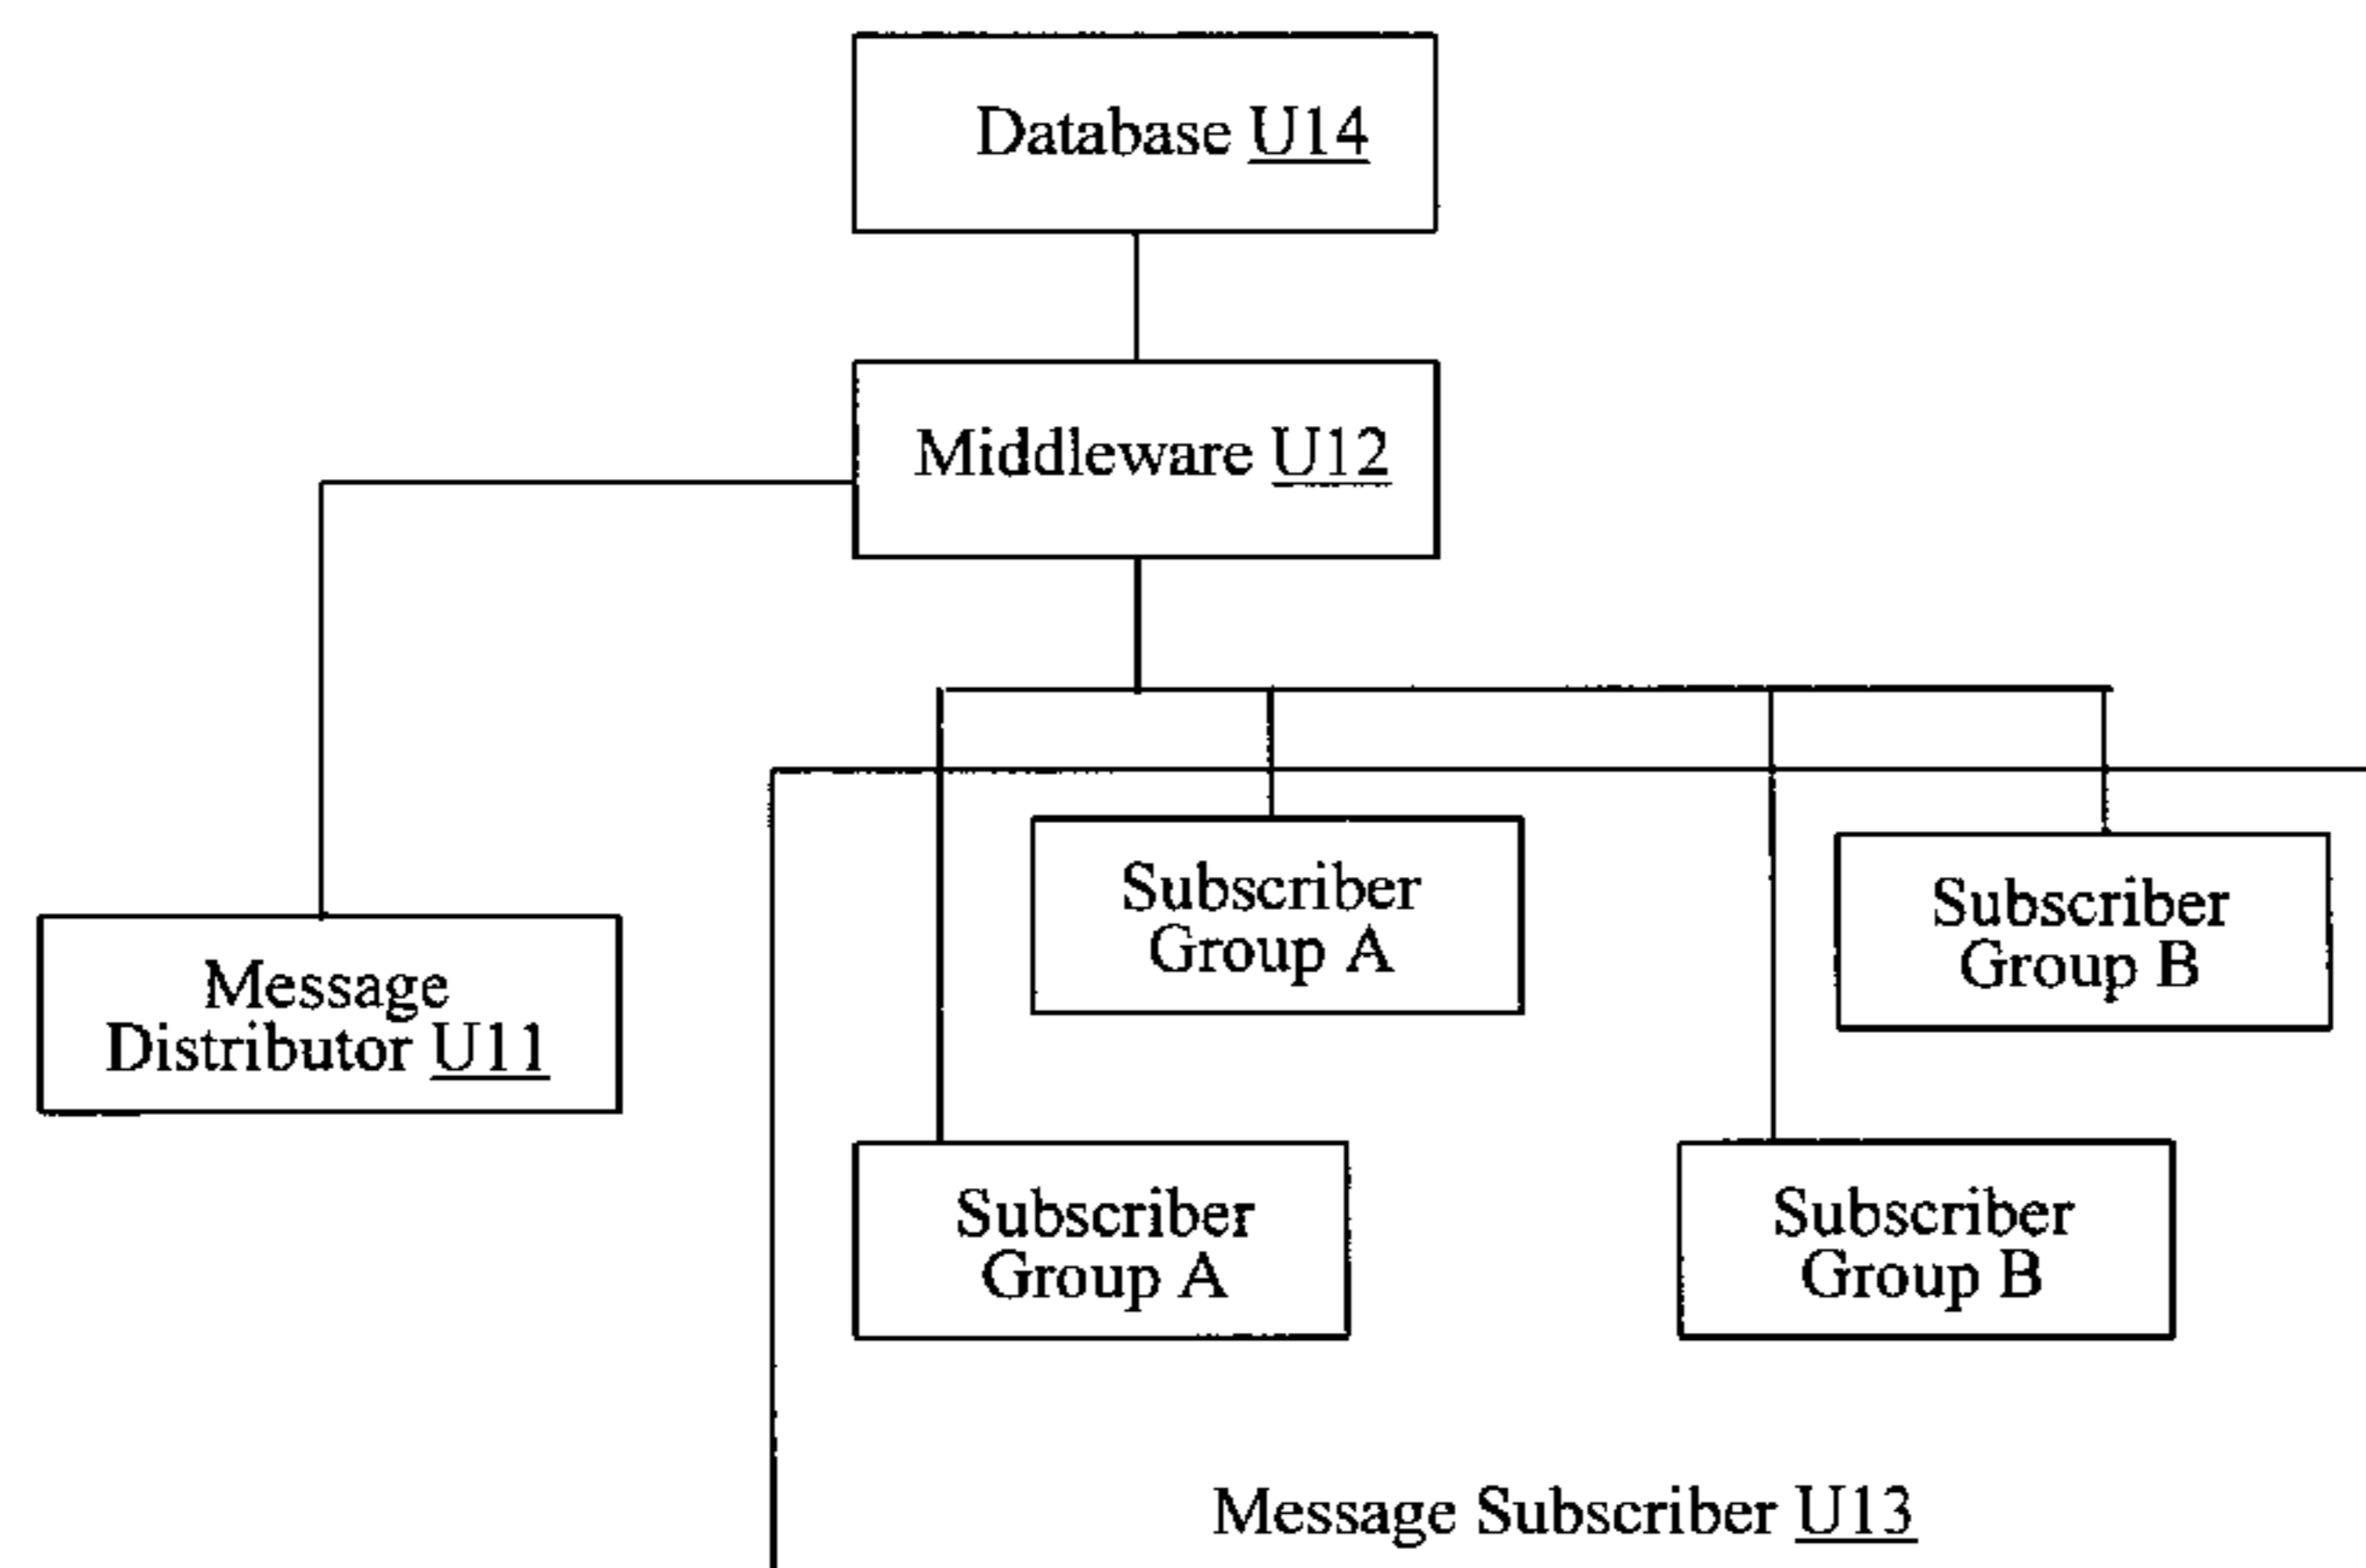 Database U14
Middleware U12
Subscriber
Group A
Subscriber
Group B
Message
Distributor U11
Subscriber
Group A
Subscriber
Group B
Message Subscriber U13